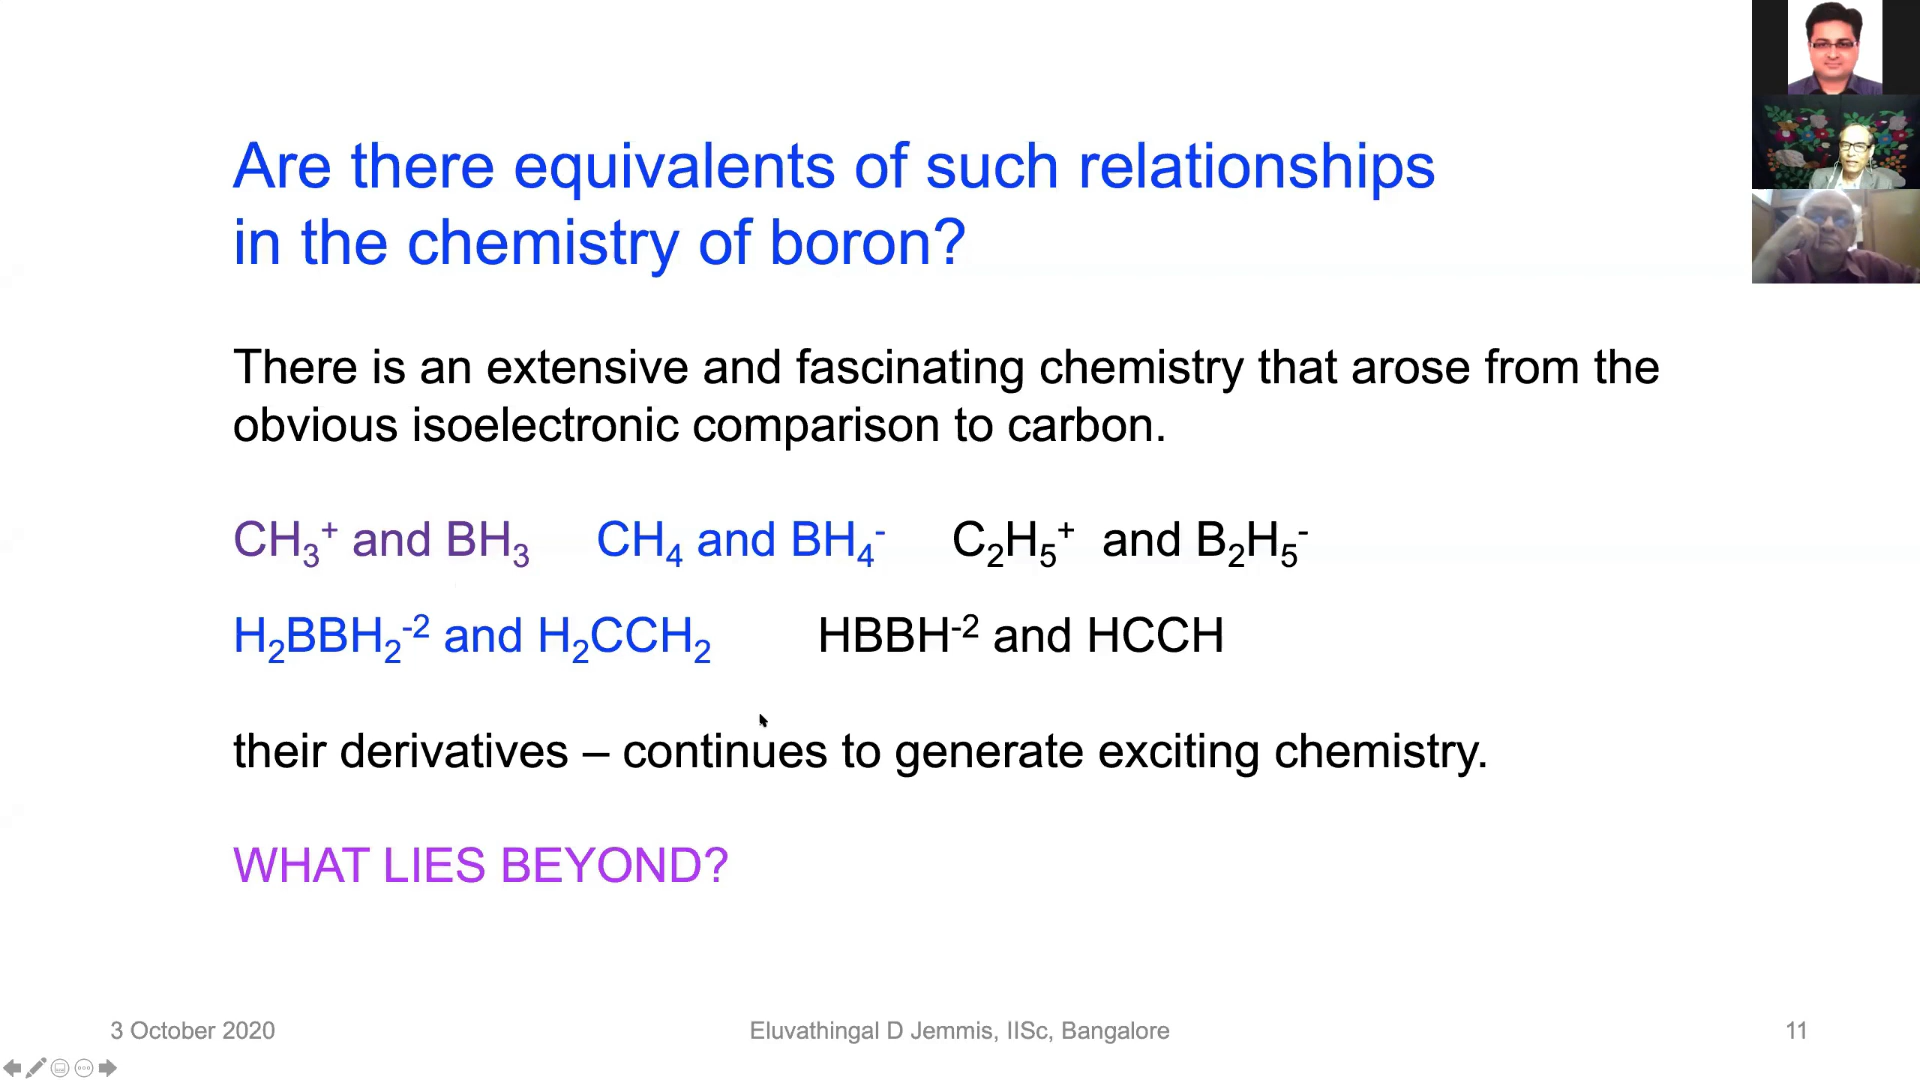 Are there equivalents of such relationships
in the chemistry of boron?
There is an extensive and fascinating chemistry that arose from the
obvious isoelectronic comparison to carbon.
CH₃⁺ and BH₃ CH₄ and BH₄⁻ C₂H₅⁺ and B₂H₅⁻
H₂BBH₂⁻² and H₂CCH₂ HBBH⁻² and HCCH
their derivatives – continues to generate exciting chemistry.
WHAT LIES BEYOND?
3 October 2020 Eluvathingal D Jemmis, IISc, Bangalore 11